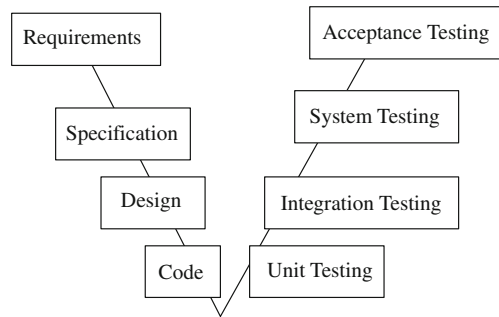 Requirements
Acceptance Testing
Specification
System Testing
Design
Integration Testing
Code
Unit Testing